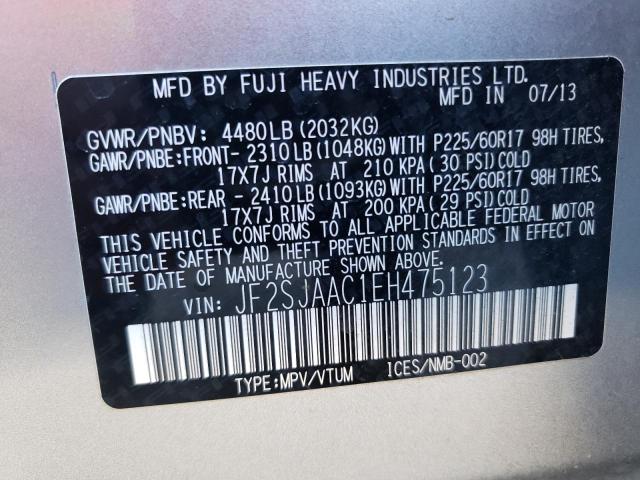 MFD BY FUJI HEAVY INDUSTRIES LTD.
MFD IN 07/13
GVWR/PNBV: 4480LB (2032KG)
GAWR/PNBE:FRONT- 2310LB (1048KG)WITH P225/60R17 98H TIRES,
17X7J RIMS AT 210 KPA( 30 PSI)COLD
GAWR/PNBE:REAR - 2410LB (1093KG)WITH P225/60R17 98H TIRES,
17X7J RIMS AT 200 KPA( 29 PSI)COLD
THIS VEHICLE CONFORMS TO ALL APPLICABLE FEDERAL MOTOR
VEHICLE SAFETY AND THEFT PREVENTION STANDARDS IN EFFECT ON
THE DATE OF MANUFACTURE SHOWN ABOVE.
VIN: JF2SJAAC1EH475123
TYPE:MPV/VTUM ICES/NMB-002